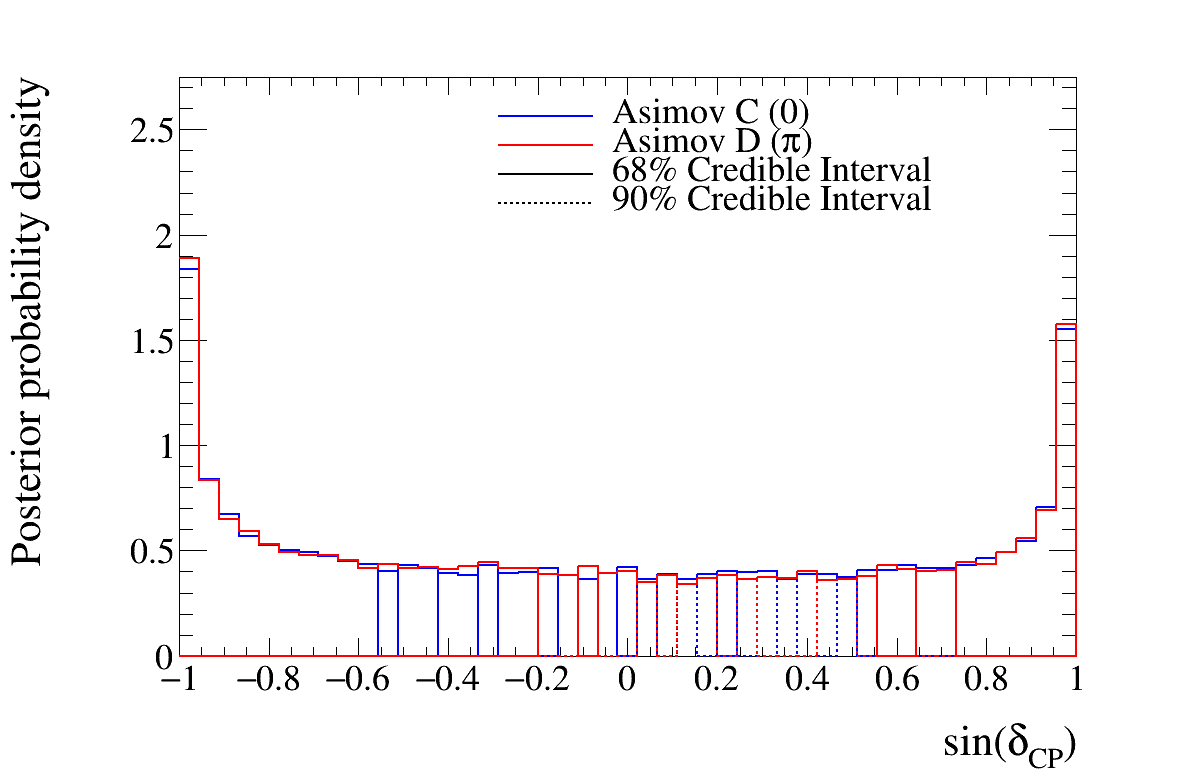 Posterior probability density
2.5
2
1.5
1
0.5
0
Asimov C (0)
Asimov D (π)
68% Credible Interval
90% Credible Interval
−1 −0.8 −0.6 −0.4 −0.2 0 0.2 0.4 0.6 0.8 1
sin(δCP)